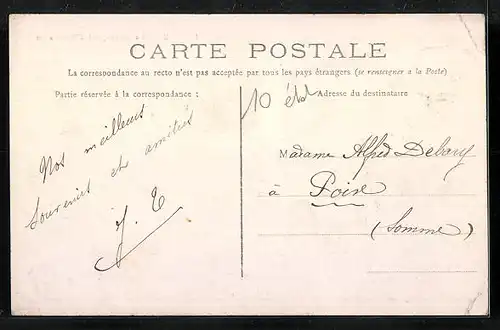 CARTE POSTALE
La correspondance au recto n'est pas acceptée par tous les pays étrangers (se renseigner à la Poste)
Partie réservée à la correspondance :
Nos meilleurs
Souvenirs et amitiés
J. E
10
Adresse du destinataire
Madame Alfred Debary
à Poix
(Somme)